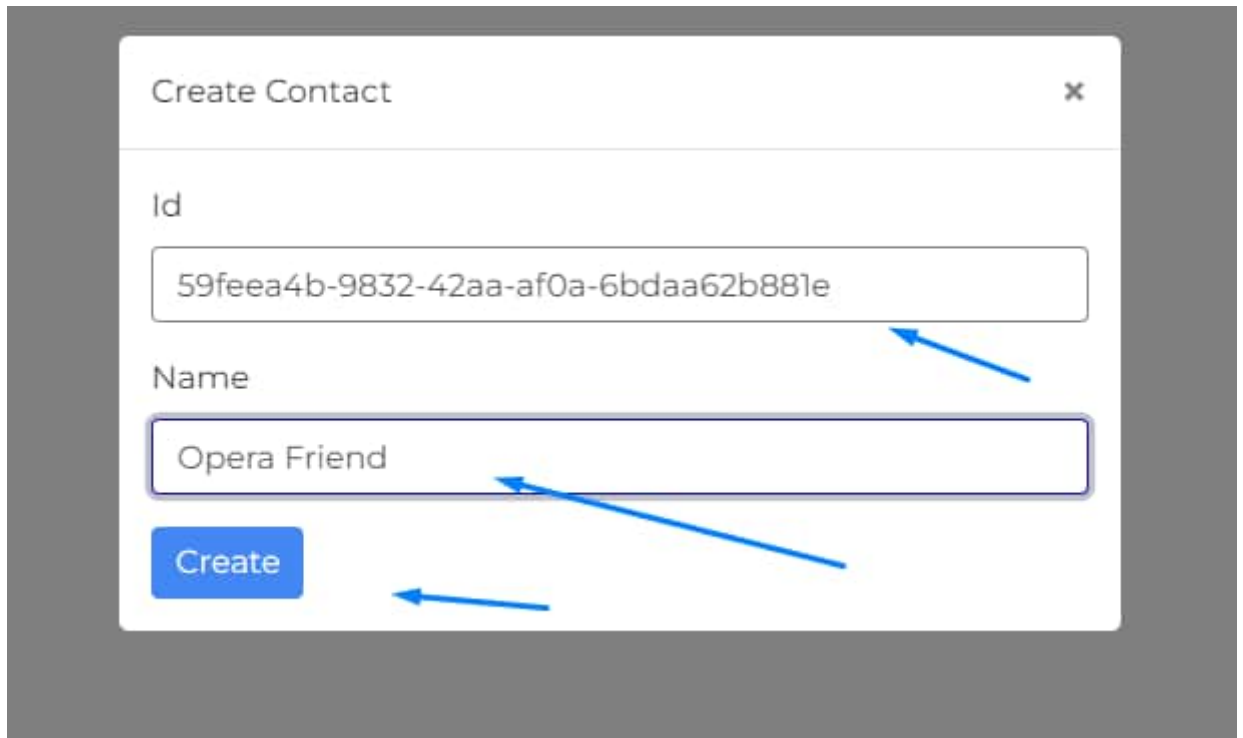 Create Contact
Id
59feea4b-9832-42aa-af0a-6bdaa62b881e
Name
Opera Friend
Create